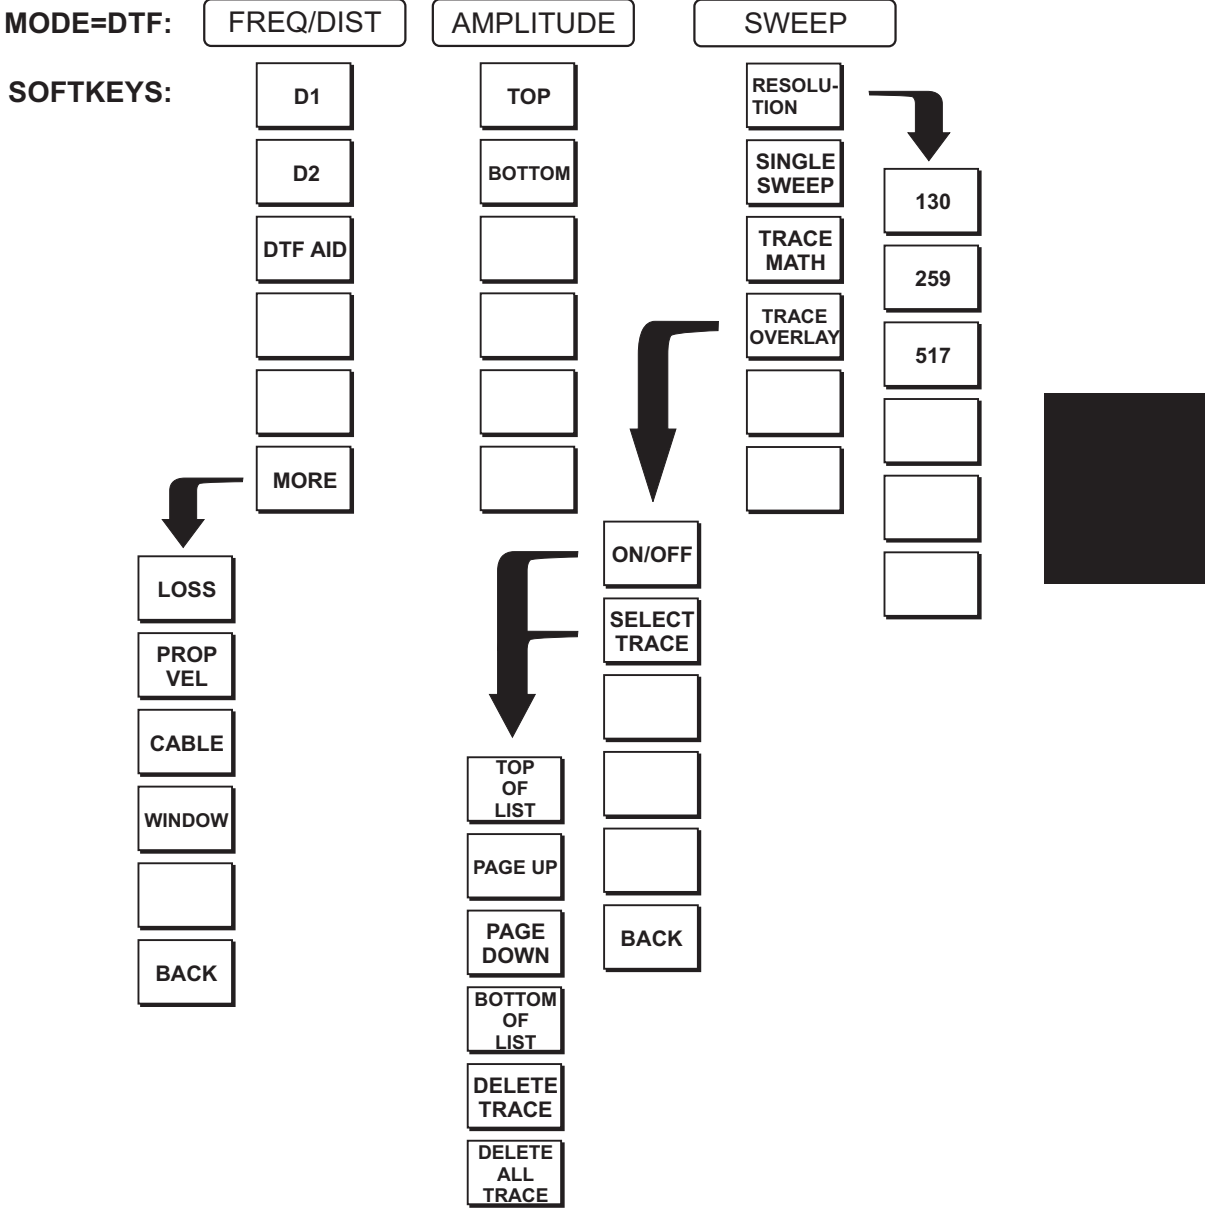 MODE=DTF:
FREQ/DIST
AMPLITUDE
SWEEP
SOFTKEYS:
D1
D2
DTF AID
MORE
LOSS
PROP
VEL
CABLE
WINDOW
BACK
TOP
BOTTOM
RESOLU-
TION
SINGLE
SWEEP
TRACE
MATH
TRACE
OVERLAY
130
259
517
ON/OFF
SELECT
TRACE
BACK
TOP
OF
LIST
PAGE UP
PAGE
DOWN
BOTTOM
OF
LIST
DELETE
TRACE
DELETE
ALL
TRACE